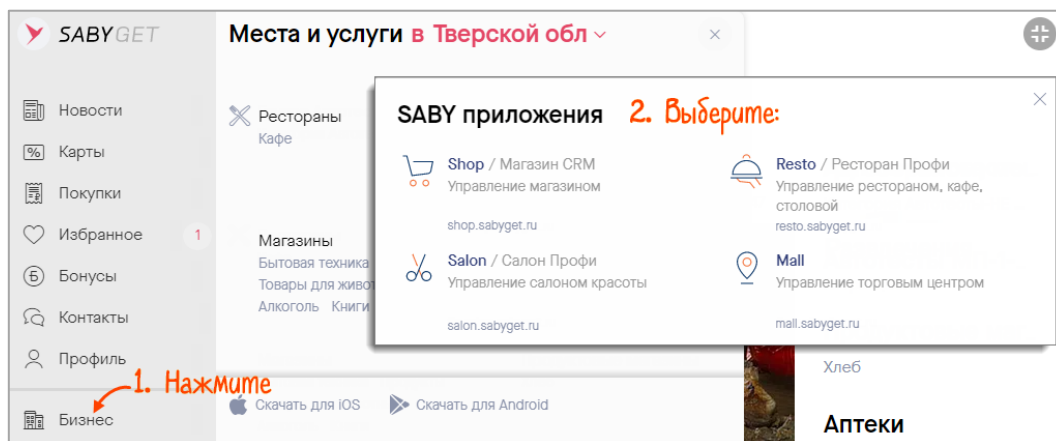 SABYGET
Новости
Карты
Покупки
Избранное 1
Бонусы
Контакты
Профиль
1. Нажмите
Бизнес
Места и услуги в Тверской обл
Рестораны
Кафе
Магазины
Бытовая техника
Товары для живот
Алкоголь Книги
Скачать для iOS Скачать для Android
SABY приложения 2. Выберите:
Shop / Магазин CRM
Управление магазином
shop.sabyget.ru
Resto / Ресторан Профи
Управление рестораном, кафе,
столовой
resto.sabyget.ru
Salon / Салон Профи
Управление салоном красоты
salon.sabyget.ru
Mall
Управление торговым центром
mall.sabyget.ru
Хлеб
Аптеки